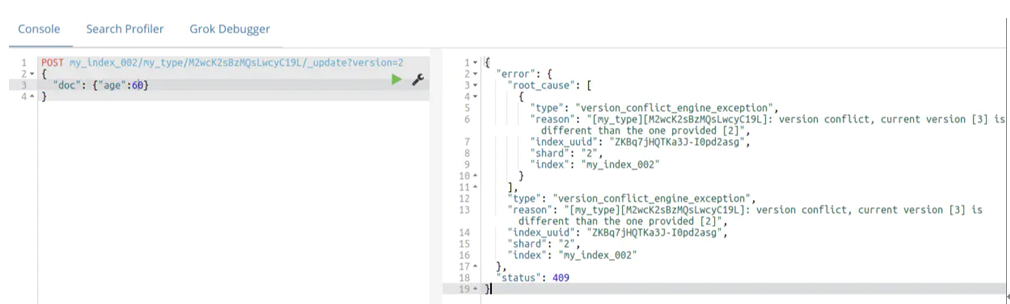 Console Search Profiler Grok Debugger
1 POST my_index_002/my_type/M2wcK2sBzMQsLwcyC19L/_update?version=2
2 {
3 "doc": {"age":60}
4 }
1 {
2 "error": {
3 "root_cause": [
4 {
5 "type": "version_conflict_engine_exception",
6 "reason": "[my_type][M2wcK2sBzMQsLwcyC19L]: version conflict, current version [3] is
different than the one provided [2]",
7 "index_uuid": "ZKBq7jHQTKa3J-I0pd2asg",
8 "shard": "2",
9 "index": "my_index_002"
10 }
11 ],
12 "type": "version_conflict_engine_exception",
13 "reason": "[my_type][M2wcK2sBzMQsLwcyC19L]: version conflict, current version [3] is
different than the one provided [2]",
14 "index_uuid": "ZKBq7jHQTKa3J-I0pd2asg",
15 "shard": "2",
16 "index": "my_index_002"
17 },
18 "status": 409
19 }